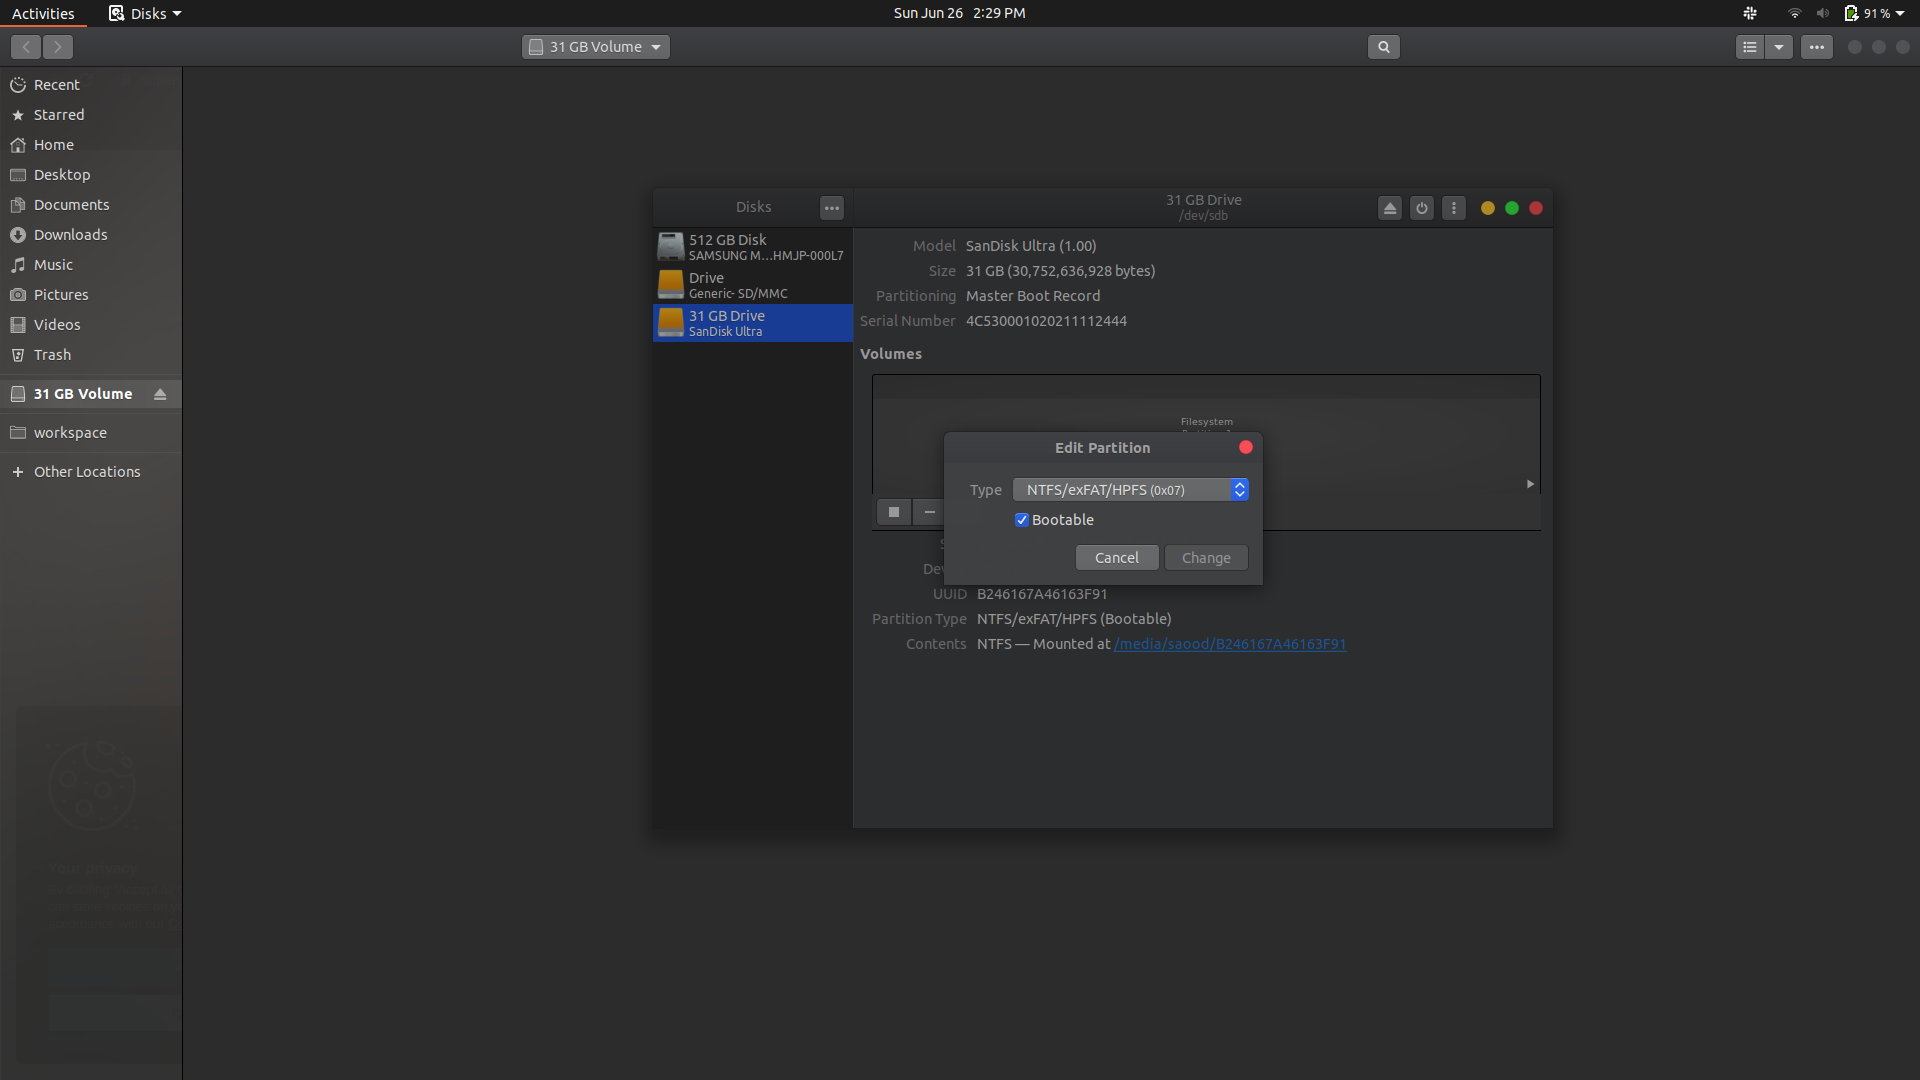 Activities
Disks
Sun Jun 26 2:29 PM
91 %
31 GB Volume
Recent
Starred
Home
Desktop
Documents
Downloads
Music
Pictures
Videos
Trash
31 GB Volume
workspace
Other Locations
Your privacy
Disks
31 GB Drive
/dev/sdb
512 GB Disk
SAMSUNG M...HMJP-000L7
Drive
Generic- SD/MMC
31 GB Drive
SanDisk Ultra
Model SanDisk Ultra (1.00)
Size 31 GB (30,752,636,928 bytes)
Partitioning Master Boot Record
Serial Number 4C530001020211112444
Volumes
Filesystem
Edit Partition
Type NTFS/exFAT/HPFS (0x07)
Bootable
Cancel
Change
UUID B246167A46163F91
Partition Type NTFS/exFAT/HPFS (Bootable)
Contents NTFS — Mounted at /media/saood/B246167A46163F91